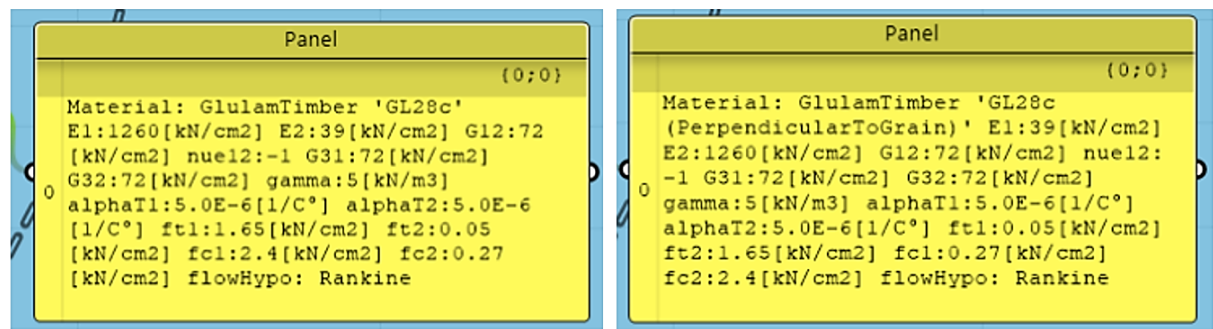 Panel
{0;0}
0
Material: GlulamTimber 'GL28c'
E1:1260[kN/cm2] E2:39[kN/cm2] G12:72
[kN/cm2] nue12:-1 G31:72[kN/cm2]
G32:72[kN/cm2] gamma:5[kN/m3]
alphaT1:5.0E-6[1/C°] alphaT2:5.0E-6
[1/C°] ft1:1.65[kN/cm2] ft2:0.05
[kN/cm2] fc1:2.4[kN/cm2] fc2:0.27
[kN/cm2] flowHypo: Rankine
Panel
{0;0}
0
Material: GlulamTimber 'GL28c
(PerpendicularToGrain)' E1:39[kN/cm2]
E2:1260[kN/cm2] G12:72[kN/cm2] nue12:
-1 G31:72[kN/cm2] G32:72[kN/cm2]
gamma:5[kN/m3] alphaT1:5.0E-6[1/C°]
alphaT2:5.0E-6[1/C°] ft1:0.05[kN/cm2]
ft2:1.65[kN/cm2] fc1:0.27[kN/cm2]
fc2:2.4[kN/cm2] flowHypo: Rankine